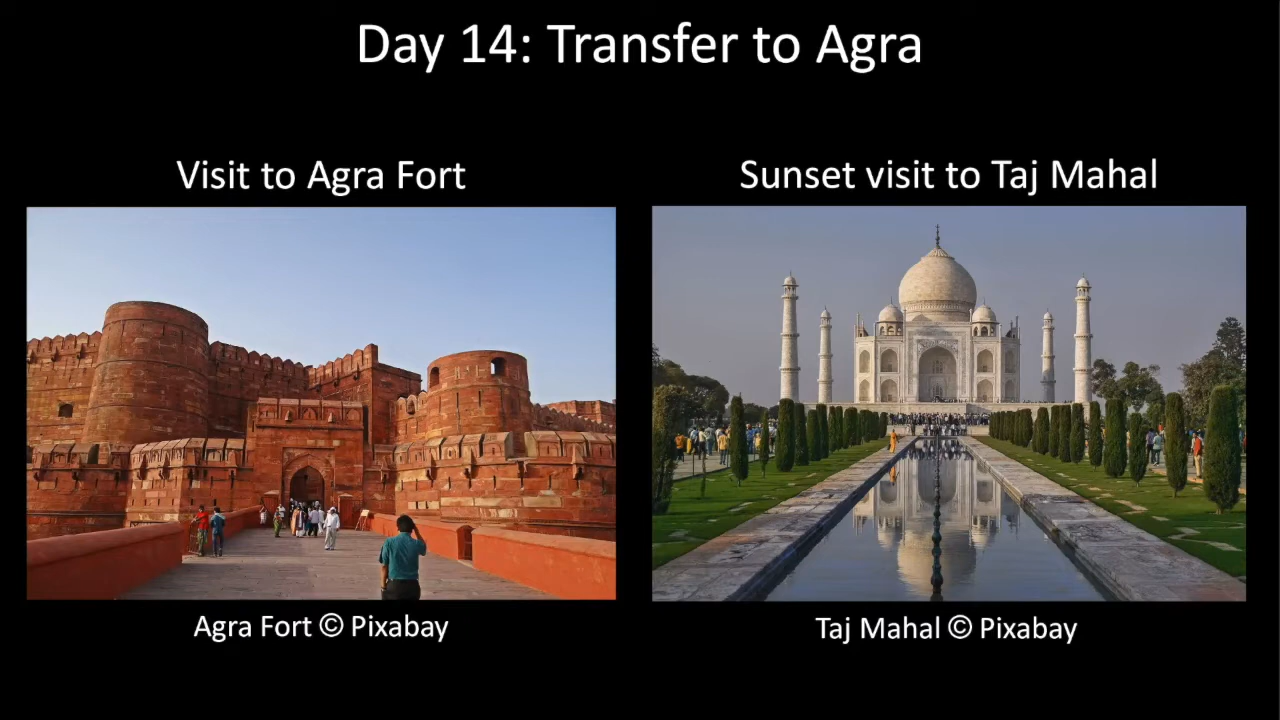 Day 14: Transfer to Agra
Visit to Agra Fort
Sunset visit to Taj Mahal
Agra Fort © Pixabay
Taj Mahal © Pixabay